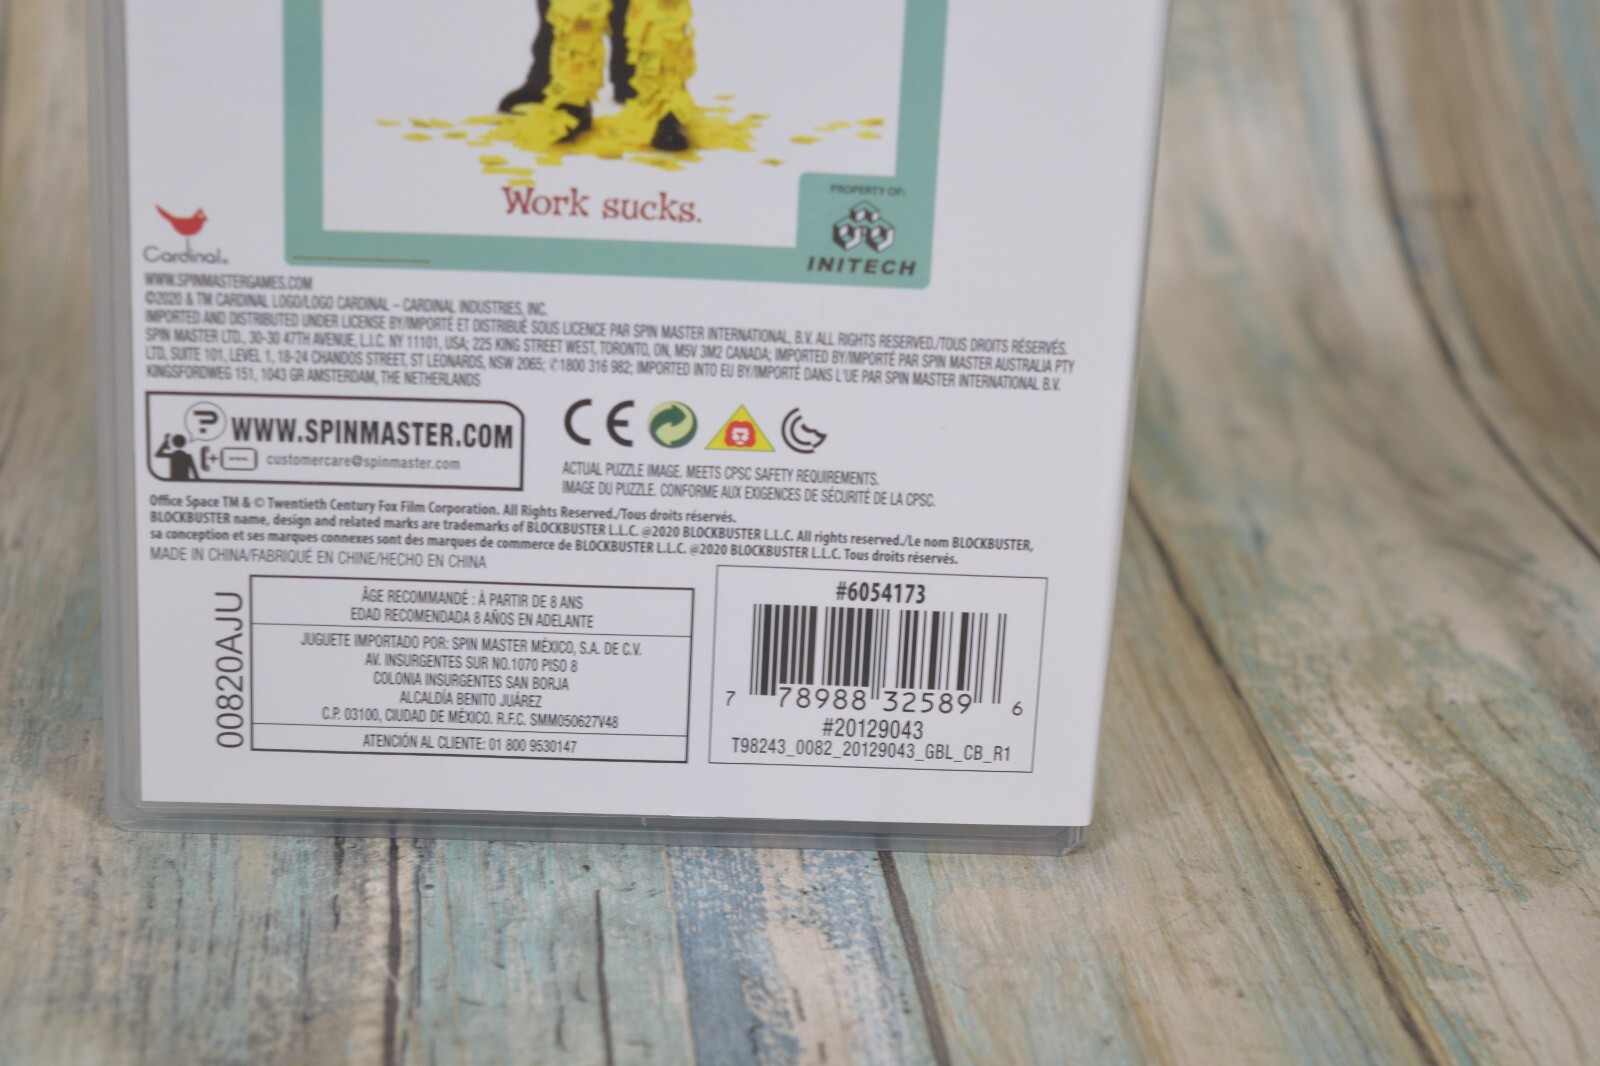 Work sucks.
PROPERTY OF:
INITECH
Cardinal®
WWW.SPINMASTERGAMES.COM
©2020 & TM CARDINAL LOGO/LOGO CARDINAL – CARDINAL INDUSTRIES, INC.
IMPORTED AND DISTRIBUTED UNDER LICENSE BY/IMPORTÉ ET DISTRIBUÉ SOUS LICENCE PAR SPIN MASTER INTERNATIONAL, B.V. ALL RIGHTS RESERVED./TOUS DROITS RÉSERVÉS.
SPIN MASTER LTD., 30-30 47TH AVENUE, L.I.C. NY 11101, USA; 225 KING STREET WEST, TORONTO, ON, M5V 3M2 CANADA; IMPORTED BY/IMPORTÉ PAR SPIN MASTER AUSTRALIA PTY
LTD, SUITE 101, LEVEL 1, 18-24 CHANDOS STREET, ST LEONARDS, NSW 2065; ✆1800 316 982; IMPORTED INTO EU BY/IMPORTÉ DANS L'UE PAR SPIN MASTER INTERNATIONAL B.V.
KINGSFORDWEG 151, 1043 GR AMSTERDAM, THE NETHERLANDS
WWW.SPINMASTER.COM
customercare@spinmaster.com
CE
ACTUAL PUZZLE IMAGE. MEETS CPSC SAFETY REQUIREMENTS.
IMAGE DU PUZZLE. CONFORME AUX EXIGENCES DE SÉCURITÉ DE LA CPSC.
Office Space TM & © Twentieth Century Fox Film Corporation. All Rights Reserved./Tous droits réservés.
BLOCKBUSTER name, design and related marks are trademarks of BLOCKBUSTER L.L.C. @2020 BLOCKBUSTER L.L.C. All rights reserved./Le nom BLOCKBUSTER,
sa conception et ses marques connexes sont des marques de commerce de BLOCKBUSTER L.L.C. @2020 BLOCKBUSTER L.L.C. Tous droits réservés.
MADE IN CHINA/FABRIQUÉ EN CHINE/HECHO EN CHINA
00820AJU
ÂGE RECOMMANDÉ : À PARTIR DE 8 ANS
EDAD RECOMENDADA 8 AÑOS EN ADELANTE
JUGUETE IMPORTADO POR: SPIN MASTER MÉXICO, S.A. DE C.V.
AV. INSURGENTES SUR NO.1070 PISO 8
COLONIA INSURGENTES SAN BORJA
ALCALDÍA BENITO JUÁREZ
C.P. 03100, CIUDAD DE MÉXICO. R.F.C. SMM050627V48
ATENCIÓN AL CLIENTE: 01 800 9530147
#6054173
7 78988 32589 6
#20129043
T98243_0082_20129043_GBL_CB_R1